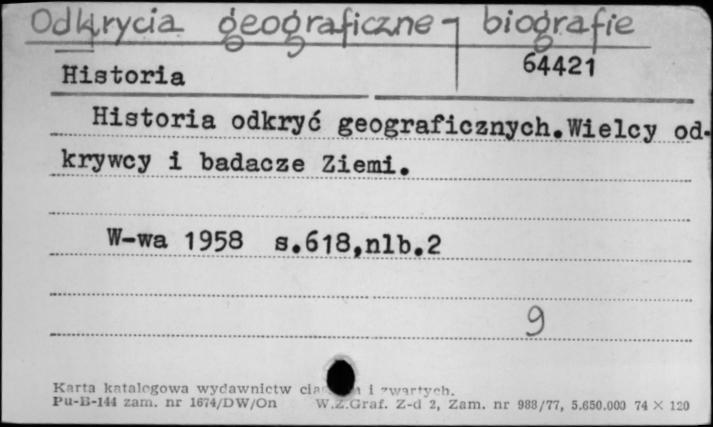 Odkrycia geograficzne - biografie
Historia 64421
Historia odkryć geograficznych.Wielcy od-
krywcy i badacze Ziemi.
W-wa 1958 s.618,nlb.2
9
Karta katalogowa wydawnictw i zwartych.
Pu-B-144 zam. nr 1674/DW/On W.Z.Graf. Z-d 2, Zam. nr 988/77, 5.650.000 74 × 120